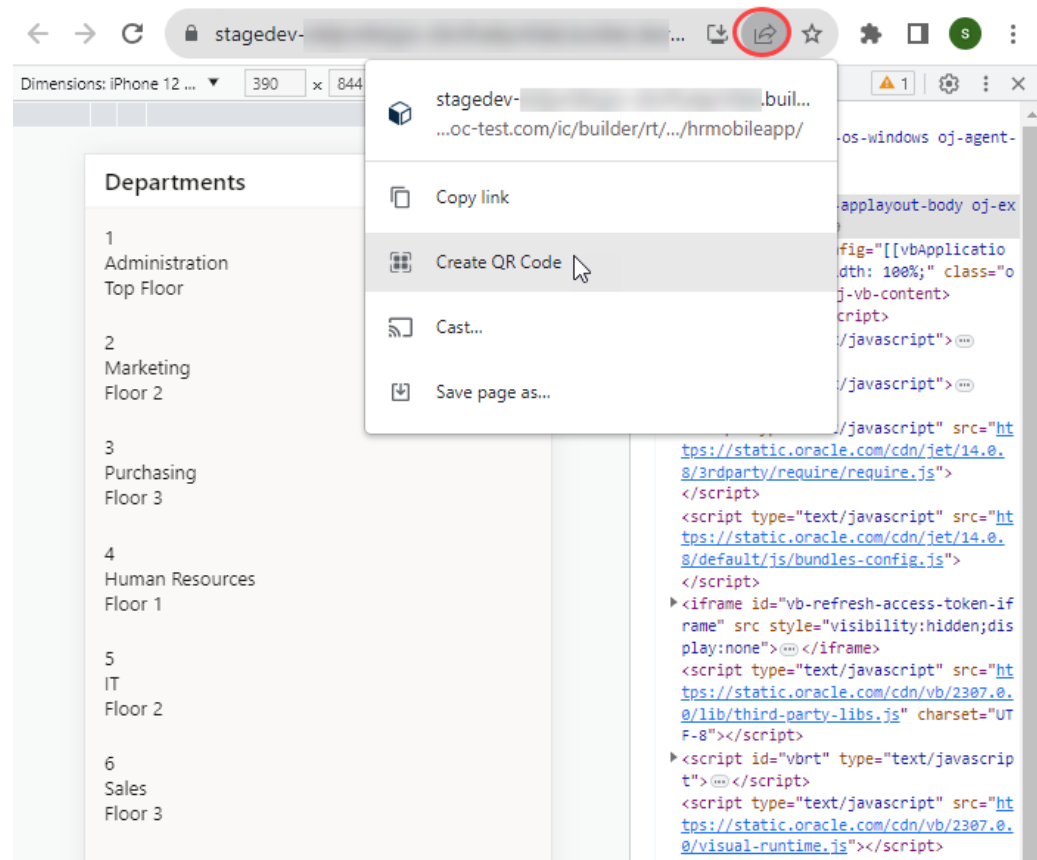 stagedev-
...
S
Dimensions: iPhone 12 ... ▼ 390 x 844
1
stagedev- .buil...
...oc-test.com/ic/builder/rt/.../hrmobileapp/
Copy link
Create QR Code
Cast...
Save page as...
Departments
1
Administration
Top Floor
2
Marketing
Floor 2
3
Purchasing
Floor 3
4
Human Resources
Floor 1
5
IT
Floor 2
6
Sales
Floor 3
-os-windows oj-agent-
-applayout-body oj-ex
fig="[[vbApplicatio
dth: 100%;" class="o
j-vb-content>
cript>
/javascript">
/javascript">
/javascript" src="ht
tps://static.oracle.com/cdn/jet/14.0.
8/3rdparty/require/require.js">
</script>
<script type="text/javascript" src="ht
tps://static.oracle.com/cdn/jet/14.0.
8/default/js/bundles-config.js">
</script>
<iframe id="vb-refresh-access-token-if
rame" src style="visibility:hidden;dis
play:none"> </iframe>
<script type="text/javascript" src="ht
tps://static.oracle.com/cdn/vb/2307.0.
0/lib/third-party-libs.js" charset="UT
F-8"></script>
<script id="vbrt" type="text/javascrip
t"> </script>
<script type="text/javascript" src="ht
tps://static.oracle.com/cdn/vb/2307.0.
0/visual-runtime.js"></script>